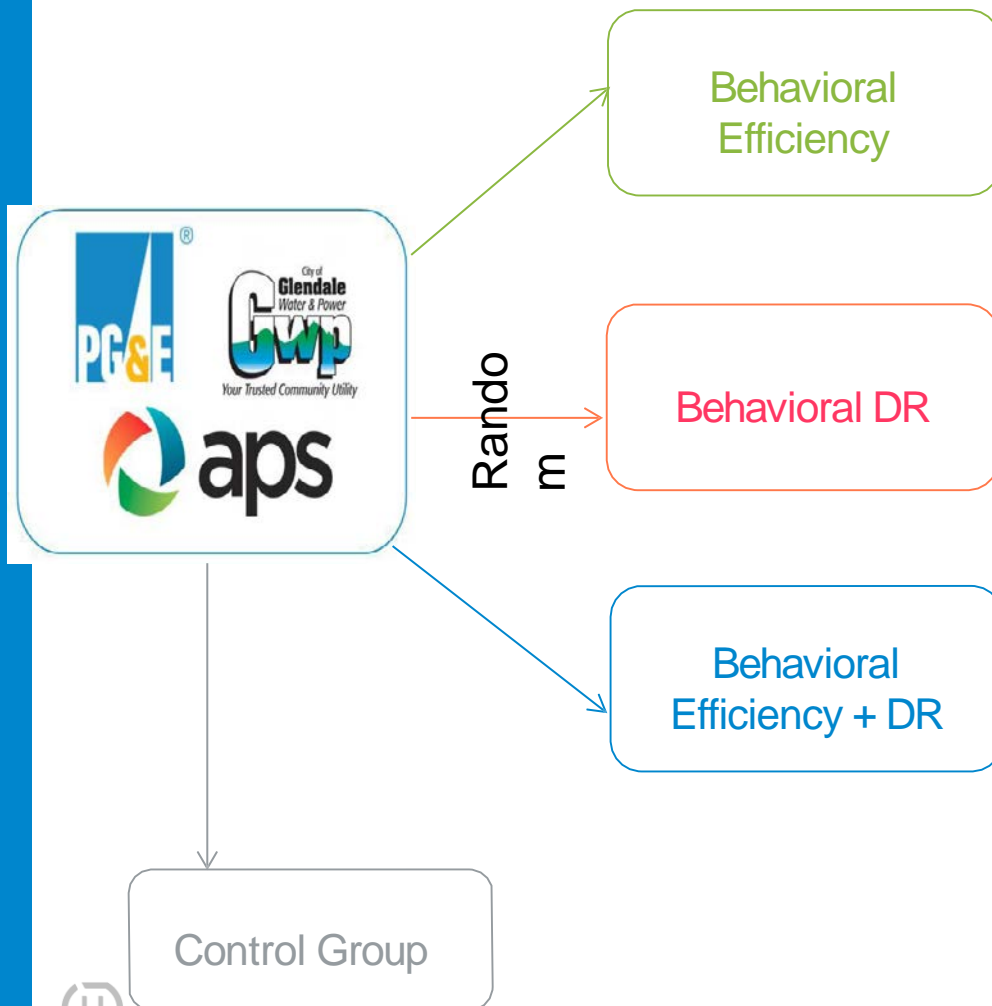 Behavioral
Efficiency
PG&E
®
City of
Glendale
Water & Power
GWP
Your Trusted Community Utility
aps
Rando
m
Behavioral DR
Behavioral
Efficiency + DR
Control Group